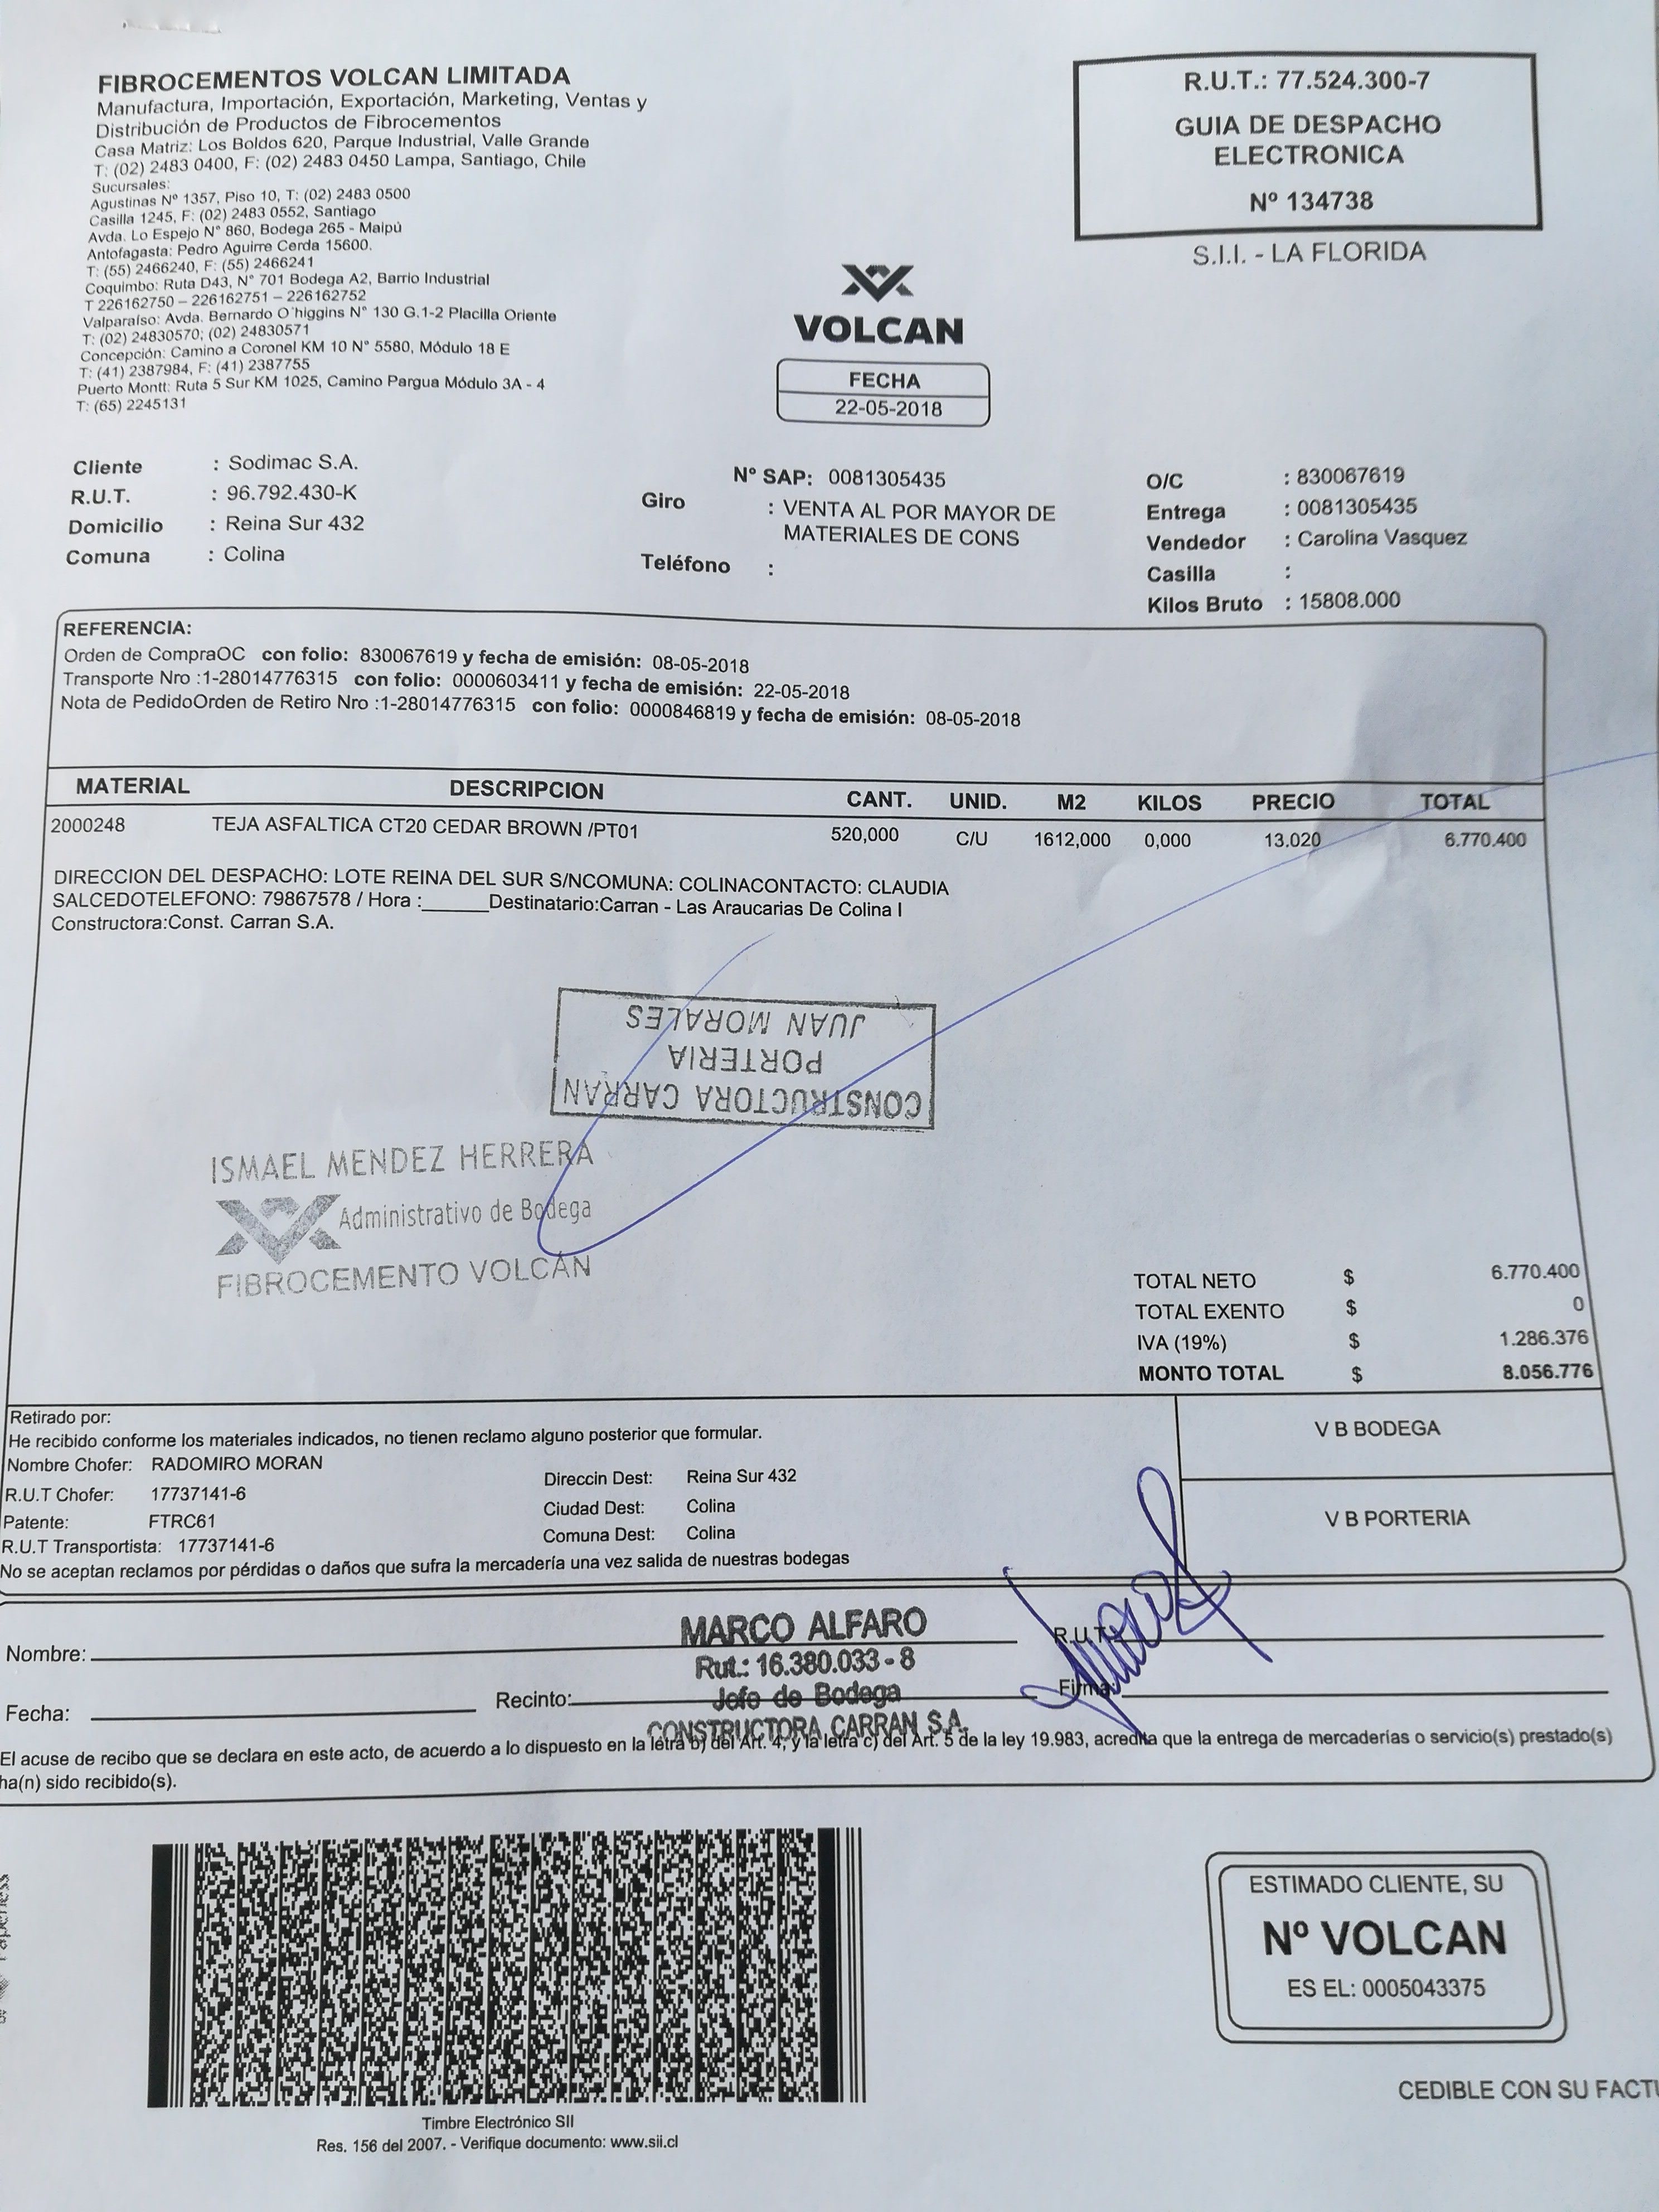 FIBROCEMENTOS VOLCAN LIMITADA
Manufactura, Importación, Exportación, Marketing, Ventas y
Distribución de Productos de Fibrocementos
Casa Matriz: Los Boldos 620, Parque Industrial, Valle Grande
T: (02) 2483 0400, F: (02) 2483 0450 Lampa, Santiago, Chile
Sucursales:
Agustinas Nº 1357, Piso 10, T: (02) 2483 0500
Casilla 1245, F: (02) 2483 0552, Santiago
Avda. Lo Espejo N° 860, Bodega 265 - Maipú
Antofagasta: Pedro Aguirre Cerda 15600.
T: (55) 2466240, F: (55) 2466241
Coquimbo: Ruta D43, N° 701 Bodega A2, Barrio Industrial
T 226162750 – 226162751 – 226162752
Valparaíso: Avda. Bernardo O´higgins N° 130 G.1-2 Placilla Oriente
T: (02) 24830570; (02) 24830571
Concepción: Camino a Coronel KM 10 N° 5580, Módulo 18 E
T: (41) 2387984, F: (41) 2387755
Puerto Montt: Ruta 5 Sur KM 1025, Camino Pargua Módulo 3A - 4
T: (65) 2245131
R.U.T.: 77.524.300-7
GUIA DE DESPACHO
ELECTRONICA
Nº 134738
S.I.I. - LA FLORIDA
VOLCAN
FECHA
22-05-2018
Cliente : Sodimac S.A.
R.U.T. : 96.792.430-K
Domicilio : Reina Sur 432
Comuna : Colina
Nº SAP: 0081305435
Giro : VENTA AL POR MAYOR DE
MATERIALES DE CONS
Teléfono :
O/C : 830067619
Entrega : 0081305435
Vendedor : Carolina Vasquez
Casilla :
Kilos Bruto : 15808.000
REFERENCIA:
Orden de CompraOC con folio: 830067619 y fecha de emisión: 08-05-2018
Transporte Nro :1-28014776315 con folio: 0000603411 y fecha de emisión: 22-05-2018
Nota de PedidoOrden de Retiro Nro :1-28014776315 con folio: 0000846819 y fecha de emisión: 08-05-2018
MATERIAL DESCRIPCION CANT. UNID. M2 KILOS PRECIO TOTAL
2000248 TEJA ASFALTICA CT20 CEDAR BROWN /PT01 520,000 C/U 1612,000 0,000 13.020 6.770.400
DIRECCION DEL DESPACHO: LOTE REINA DEL SUR S/NCOMUNA: COLINACONTACTO: CLAUDIA
SALCEDOTELEFONO: 79867578 / Hora :______Destinatario:Carran - Las Araucarias De Colina I
Constructora:Const. Carran S.A.
CONSTRUCTORA CARRAN
PORTERIA
JUAN MORALES
ISMAEL MENDEZ HERRERA
Administrativo de Bodega
FIBROCEMENTO VOLCAN
TOTAL NETO $ 6.770.400
TOTAL EXENTO $ 0
IVA (19%) $ 1.286.376
MONTO TOTAL $ 8.056.776
Retirado por:
He recibido conforme los materiales indicados, no tienen reclamo alguno posterior que formular.
Nombre Chofer: RADOMIRO MORAN
R.U.T Chofer: 17737141-6
Patente: FTRC61
R.U.T Transportista: 17737141-6
Direccin Dest: Reina Sur 432
Ciudad Dest: Colina
Comuna Dest: Colina
No se aceptan reclamos por pérdidas o daños que sufra la mercadería una vez salida de nuestras bodegas
V B BODEGA
V B PORTERIA
MARCO ALFARO
Rut.: 16.380.033 - 8
Jefe de Bodega
CONSTRUCTORA CARRAN S.A.
Nombre: R.U.T
Fecha: Recinto: Firma:
El acuse de recibo que se declara en este acto, de acuerdo a lo dispuesto en la letra b) del Art. 4, y la letra c) del Art. 5 de la ley 19.983, acredita que la entrega de mercaderías o servicio(s) prestado(s)
ha(n) sido recibido(s).
Timbre Electrónico SII
Res. 156 del 2007. - Verifique documento: www.sii.cl
ESTIMADO CLIENTE, SU
Nº VOLCAN
ES EL: 0005043375
CEDIBLE CON SU FACTU